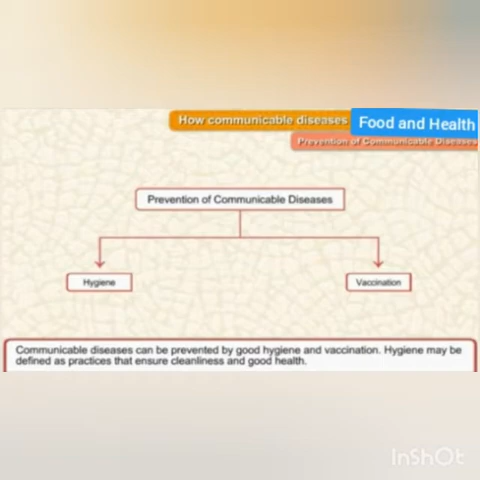 How communicable diseases
Food and Health
Prevention of Communicable Diseases
Prevention of Communicable Diseases
Hygiene
Vaccination
Communicable diseases can be prevented by good hygiene and vaccination. Hygiene may be
defined as practices that ensure cleanliness and good health.
InShOt